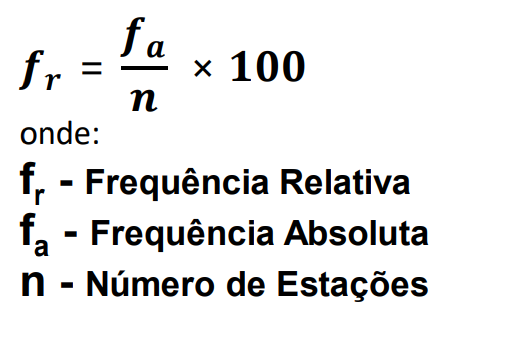 fr = fa/n × 100
onde:
fr - Frequência Relativa
fa - Frequência Absoluta
n - Número de Estações